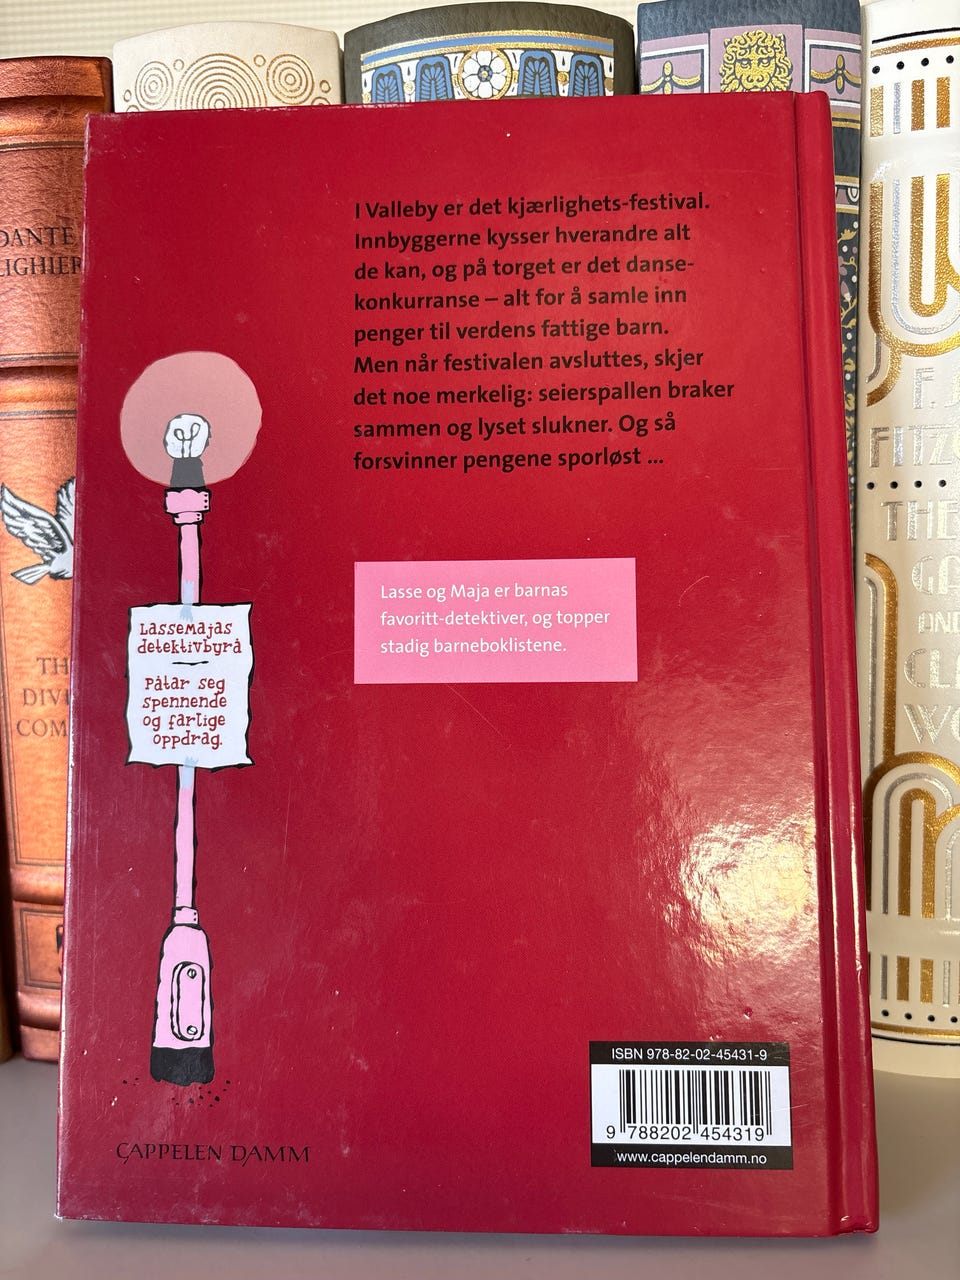 I Valleby er det kjærlighets-festival.
Innbyggerne kysser hverandre alt
de kan, og på torget er det danse-
konkurranse – alt for å samle inn
penger til verdens fattige barn.
Men når festivalen avsluttes, skjer
det noe merkelig: seierspallen braker
sammen og lyset slukner. Og så
forsvinner pengene sporløst ...
Lasse og Maja er barnas
favoritt-detektiver, og topper
stadig barneboklistene.
LasseMajas
detektivbyrå
Påtar seg
spennende
og farlige
oppdrag.
CAPPELEN DAMM
ISBN 978-82-02-45431-9
9 788202 454319
www.cappelendamm.no
DANTE
LIGHIER
TH
DIVI
COM
F. S
FITZG
THE
GA
UND
CLA
WO